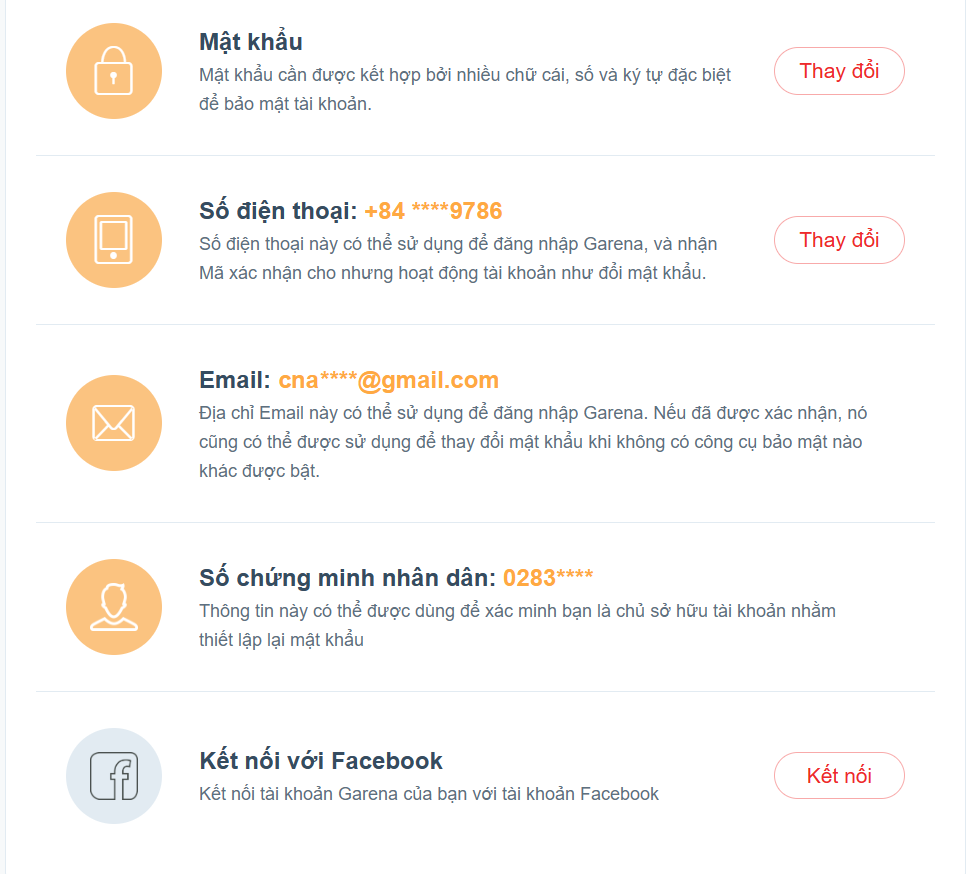 Mật khẩu
Mật khẩu cần được kết hợp bởi nhiều chữ cái, số và ký tự đặc biệt
để bảo mật tài khoản.
Thay đổi
Số điện thoại: +84 ****9786
Số điện thoại này có thể sử dụng để đăng nhập Garena, và nhận
Mã xác nhận cho nhưng hoạt động tài khoản như đổi mật khẩu.
Thay đổi
Email: cna****@gmail.com
Địa chỉ Email này có thể sử dụng để đăng nhập Garena. Nếu đã được xác nhận, nó
cũng có thể được sử dụng để thay đổi mật khẩu khi không có công cụ bảo mật nào
khác được bật.
Số chứng minh nhân dân: 0283****
Thông tin này có thể được dùng để xác minh bạn là chủ sở hữu tài khoản nhằm
thiết lập lại mật khẩu
Kết nối với Facebook
Kết nối tài khoản Garena của bạn với tài khoản Facebook
Kết nối